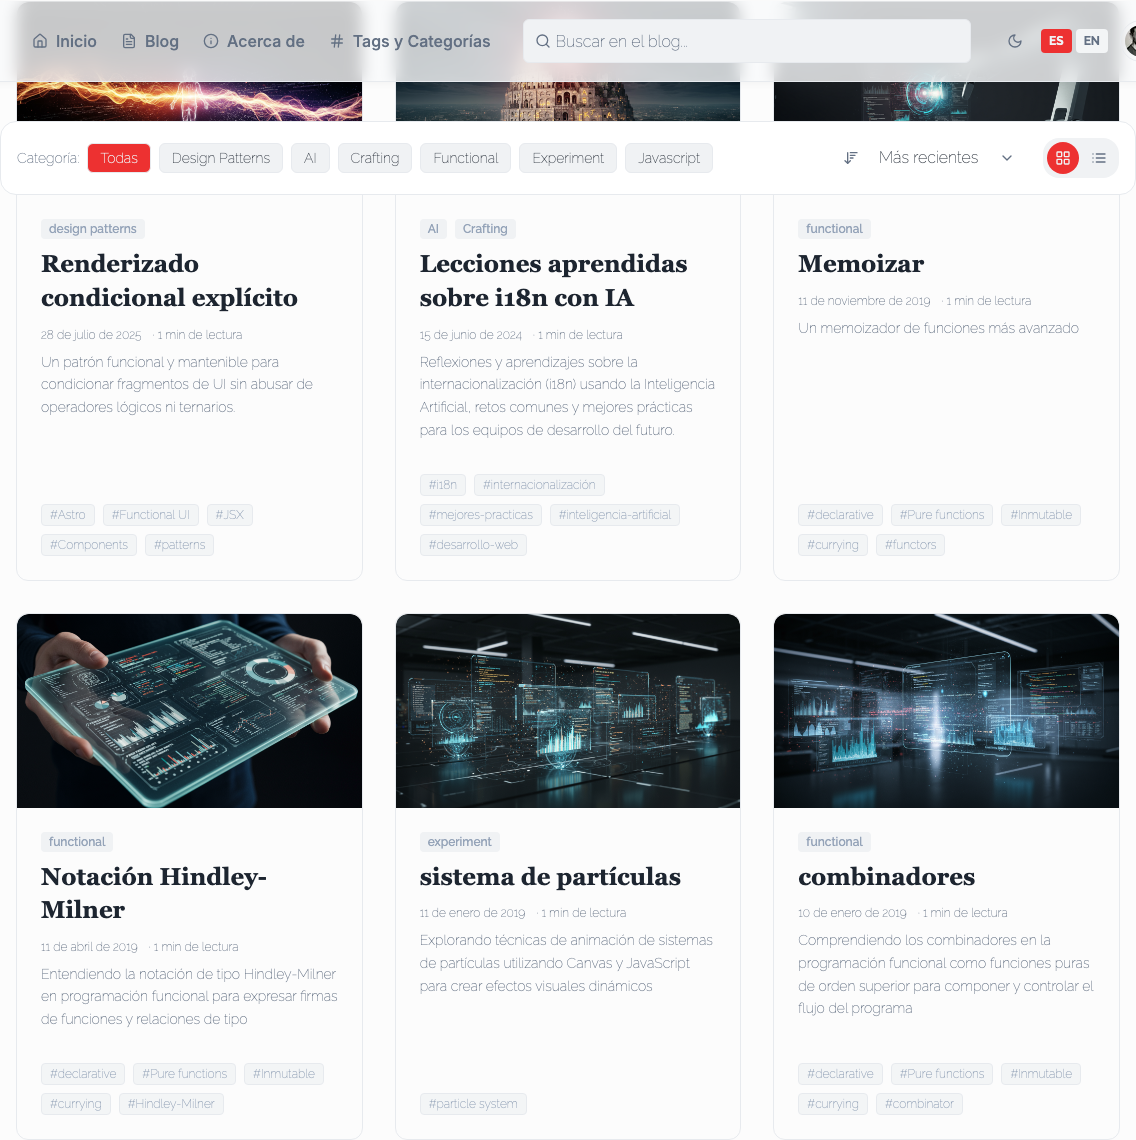 Inicio
Blog
Acerca de
Tags y Categorías
Buscar en el blog...
ES
EN
Categoría:
Todas
Design Patterns
AI
Crafting
Functional
Experiment
Javascript
Más recientes
design patterns
Renderizado
condicional explícito
28 de julio de 2025 · 1 min de lectura
Un patrón funcional y mantenible para
condicionar fragmentos de UI sin abusar de
operadores lógicos ni ternarios.
#Astro #Functional UI #JSX
#Components #patterns
AI Crafting
Lecciones aprendidas
sobre i18n con IA
15 de junio de 2024 · 1 min de lectura
Reflexiones y aprendizajes sobre la
internacionalización (i18n) usando la Inteligencia
Artificial, retos comunes y mejores prácticas
para los equipos de desarrollo del futuro.
#i18n #internacionalización
#mejores-practicas #inteligencia-artificial
#desarrollo-web
functional
Memoizar
11 de noviembre de 2019 · 1 min de lectura
Un memoizador de funciones más avanzado
#declarative #Pure functions #Inmutable
#currying #functors
functional
Notación Hindley-
Milner
11 de abril de 2019 · 1 min de lectura
Entendiendo la notación de tipo Hindley-Milner
en programación funcional para expresar firmas
de funciones y relaciones de tipo
#declarative #Pure functions #Inmutable
#currying #Hindley-Milner
experiment
sistema de partículas
11 de enero de 2019 · 1 min de lectura
Explorando técnicas de animación de sistemas
de partículas utilizando Canvas y JavaScript
para crear efectos visuales dinámicos
#particle system
functional
combinadores
10 de enero de 2019 · 1 min de lectura
Comprendiendo los combinadores en la
programación funcional como funciones puras
de orden superior para componer y controlar el
flujo del programa
#declarative #Pure functions #Inmutable
#currying #combinator